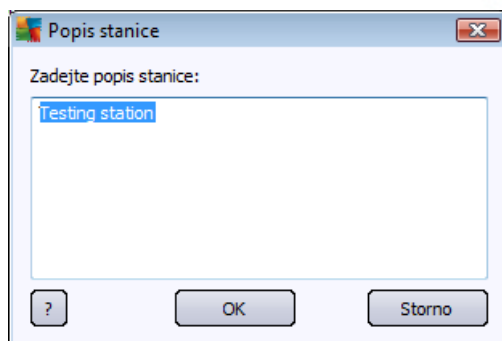 Popis stanice
Zadejte popis stanice:
Testing station
? OK Storno